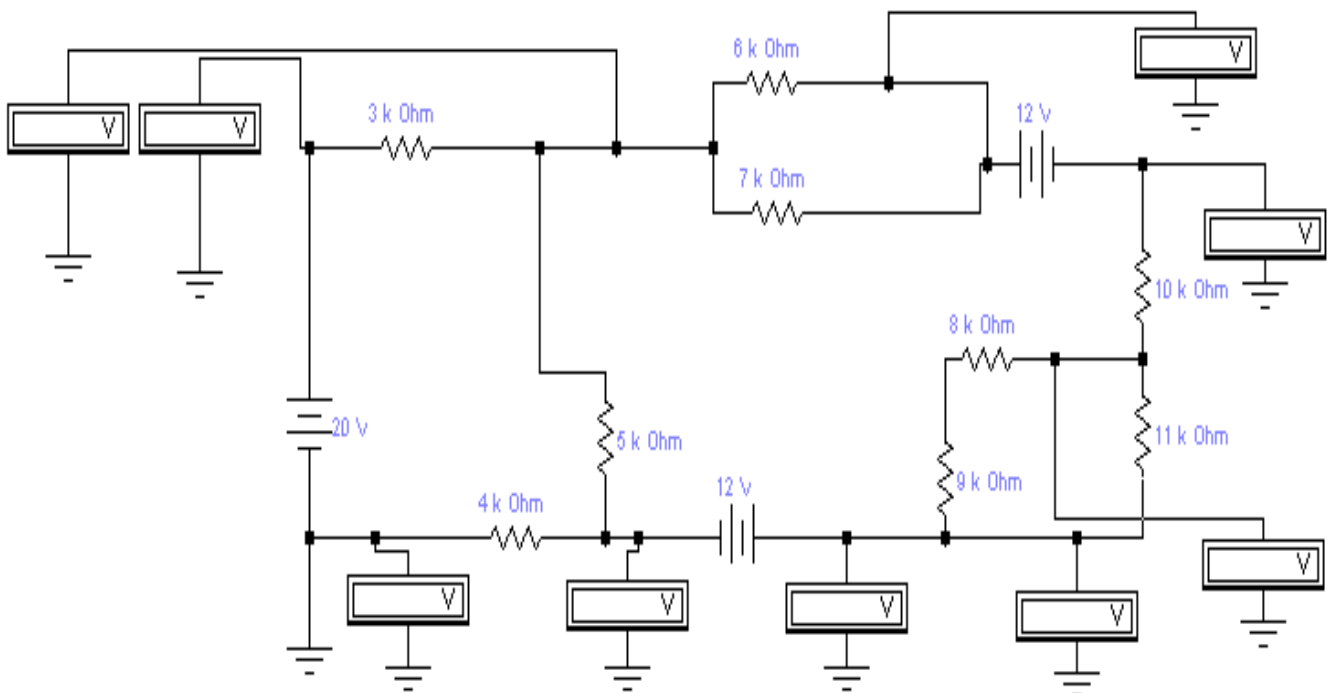 6 k Ohm
V
V
V
3 k Ohm
12 V
7 k Ohm
V
10 k Ohm
8 k Ohm
20 V
5 k Ohm
11 k Ohm
9 k Ohm
12 V
4 k Ohm
V
V
V
V
V